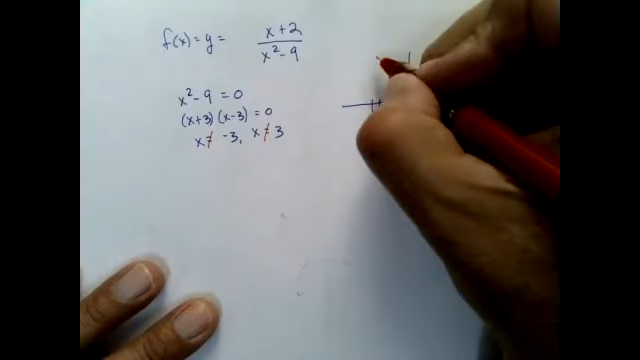 f(x) = y = x+2 / x² - 9
x² - 9 = 0
(x+3)(x-3) = 0
x ≠ -3, x ≠ 3